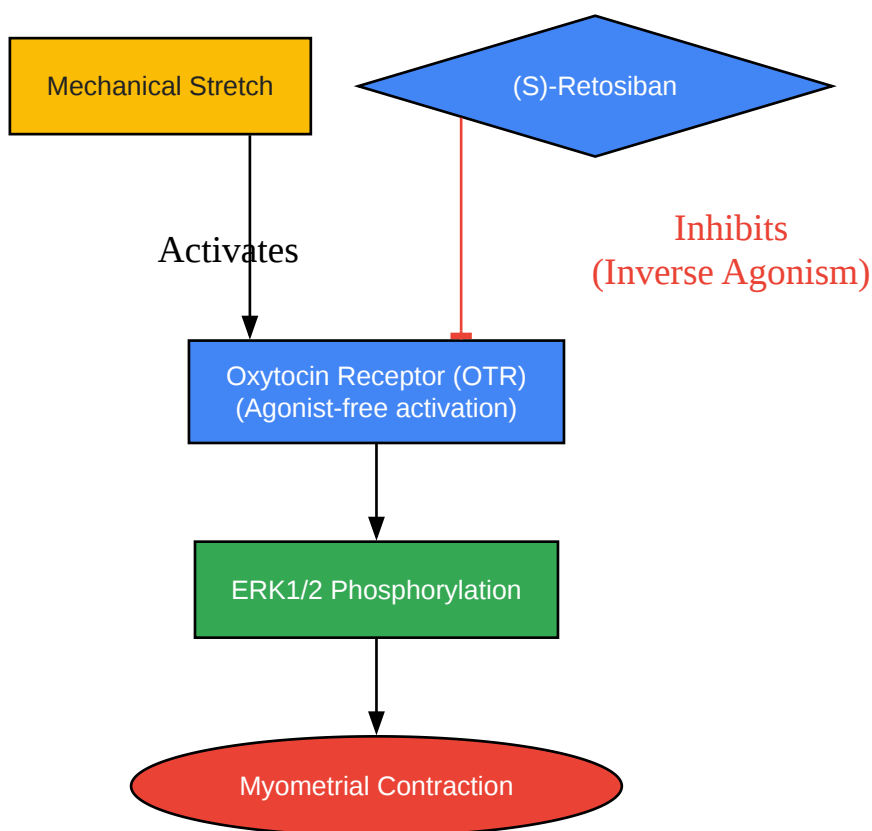 Mechanical Stretch
(S)-Retosiban
Activates
Inhibits
(Inverse Agonism)
Oxytocin Receptor (OTR)
(Agonist-free activation)
ERK1/2 Phosphorylation
Myometrial Contraction